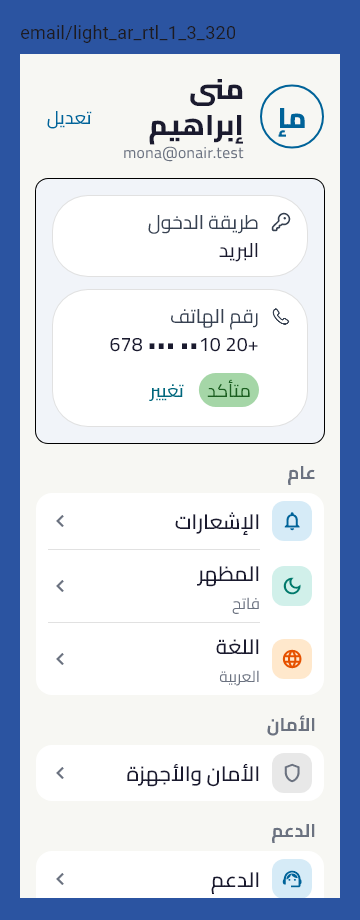 email/light_ar_rtl_1_3_320
مإ
منى
إبراهيم
mona@onair.test
تعديل
طريقة الدخول
البريد
رقم الهاتف
+20 10•• ••• 678
متأكد
تغيير
عام
الإشعارات
المظهر
فاتح
اللغة
العربية
الأمان
الأمان والأجهزة
الدعم
الدعم